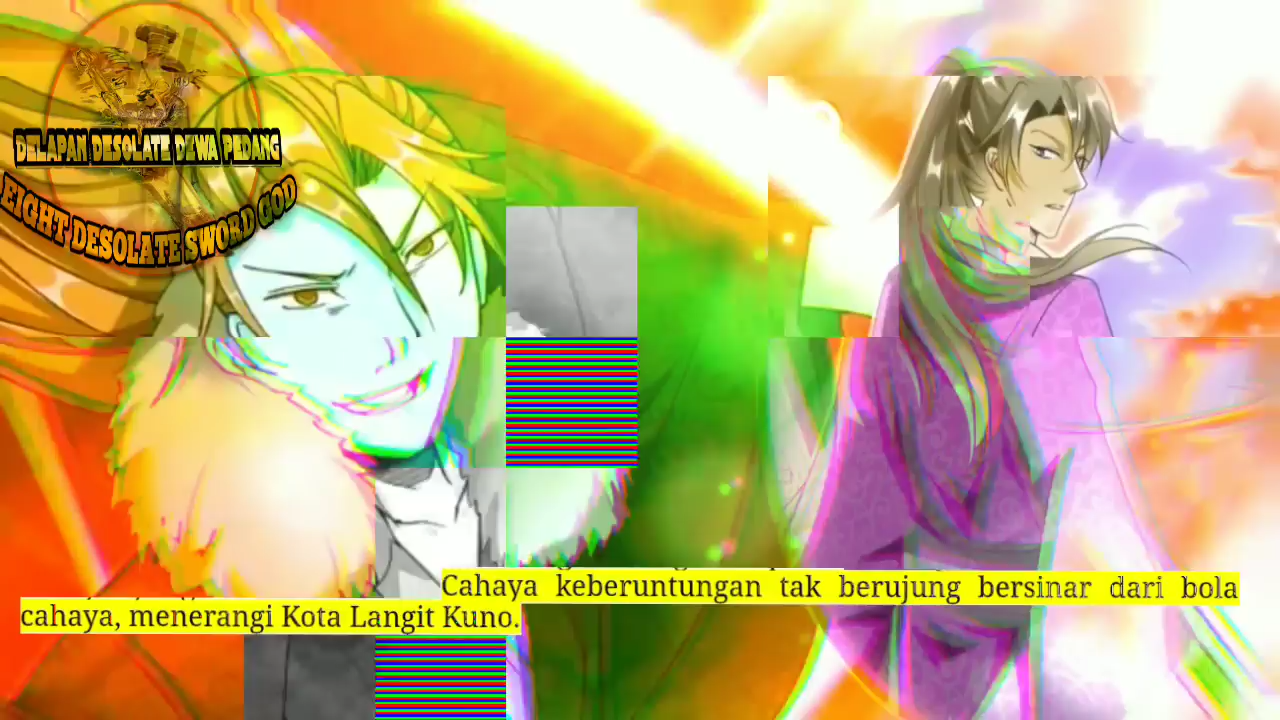 DELAPAN DESOLATE DEWA PEDANG
EIGHT DESOLATE SWORD GOD
Cahaya keberuntungan tak berujung bersinar dari bola
cahaya, menerangi Kota Langit Kuno.